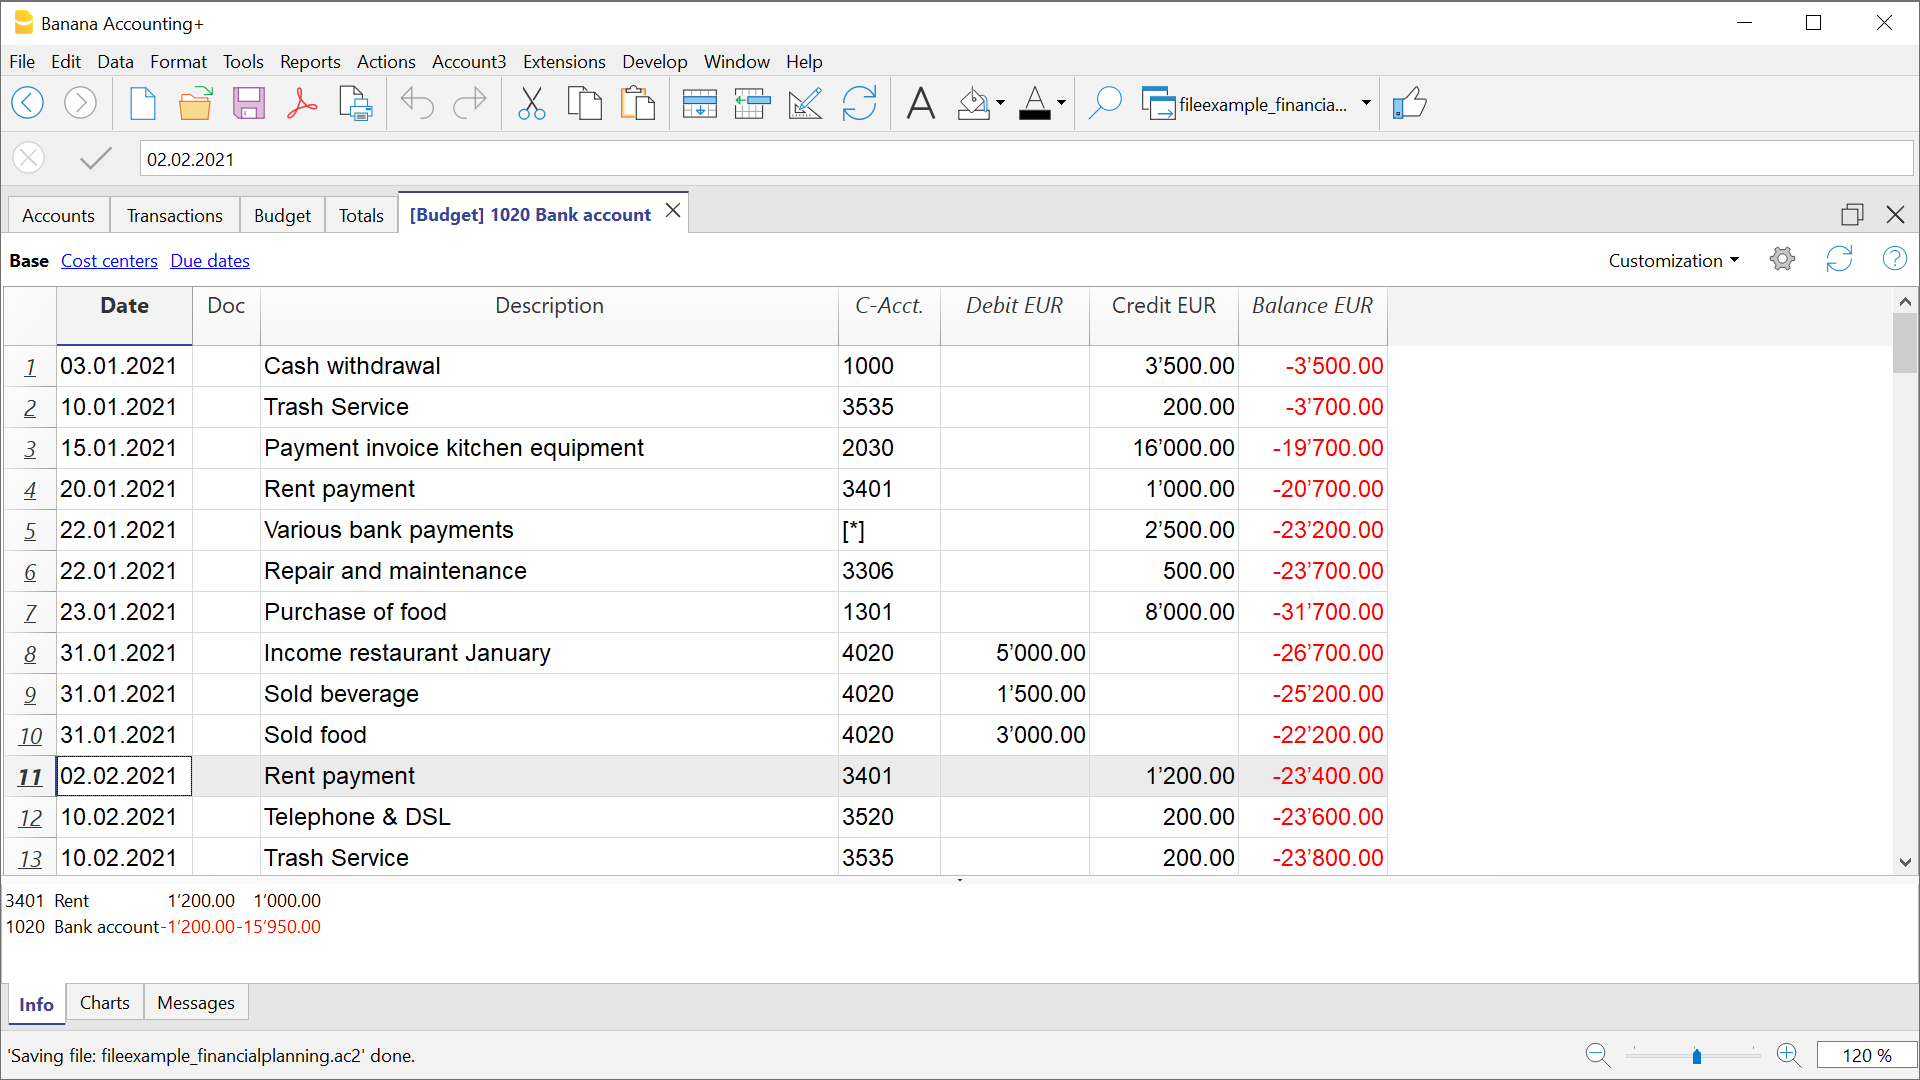 Banana Accounting+
File Edit Data Format Tools Reports Actions Account3 Extensions Develop Window Help
fileexample_financia...
02.02.2021
Accounts Transactions Budget Totals [Budget] 1020 Bank account
Base Cost centers Due dates Customization
Date Doc Description C-Acct. Debit EUR Credit EUR Balance EUR
1 03.01.2021 Cash withdrawal 1000 3’500.00 -3’500.00
2 10.01.2021 Trash Service 3535 200.00 -3’700.00
3 15.01.2021 Payment invoice kitchen equipment 2030 16’000.00 -19’700.00
4 20.01.2021 Rent payment 3401 1’000.00 -20’700.00
5 22.01.2021 Various bank payments [*] 2’500.00 -23’200.00
6 22.01.2021 Repair and maintenance 3306 500.00 -23’700.00
7 23.01.2021 Purchase of food 1301 8’000.00 -31’700.00
8 31.01.2021 Income restaurant January 4020 5’000.00 -26’700.00
9 31.01.2021 Sold beverage 4020 1’500.00 -25’200.00
10 31.01.2021 Sold food 4020 3’000.00 -22’200.00
11 02.02.2021 Rent payment 3401 1’200.00 -23’400.00
12 10.02.2021 Telephone & DSL 3520 200.00 -23’600.00
13 10.02.2021 Trash Service 3535 200.00 -23’800.00
3401 Rent 1’200.00 1’000.00
1020 Bank account -1’200.00 -15’950.00
Info Charts Messages
'Saving file: fileexample_financialplanning.ac2' done.
120 %